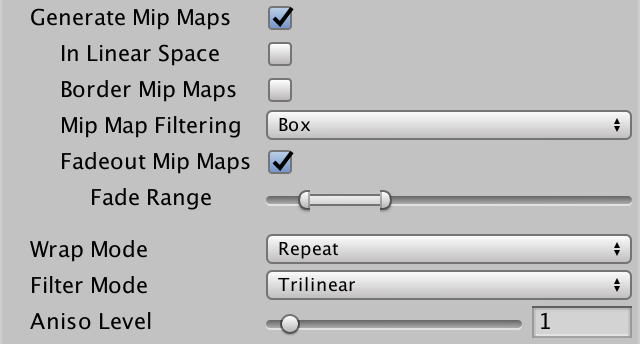 Generate Mip Maps
In Linear Space
Border Mip Maps
Mip Map Filtering Box
Fadeout Mip Maps
Fade Range
Wrap Mode Repeat
Filter Mode Trilinear
Aniso Level 1